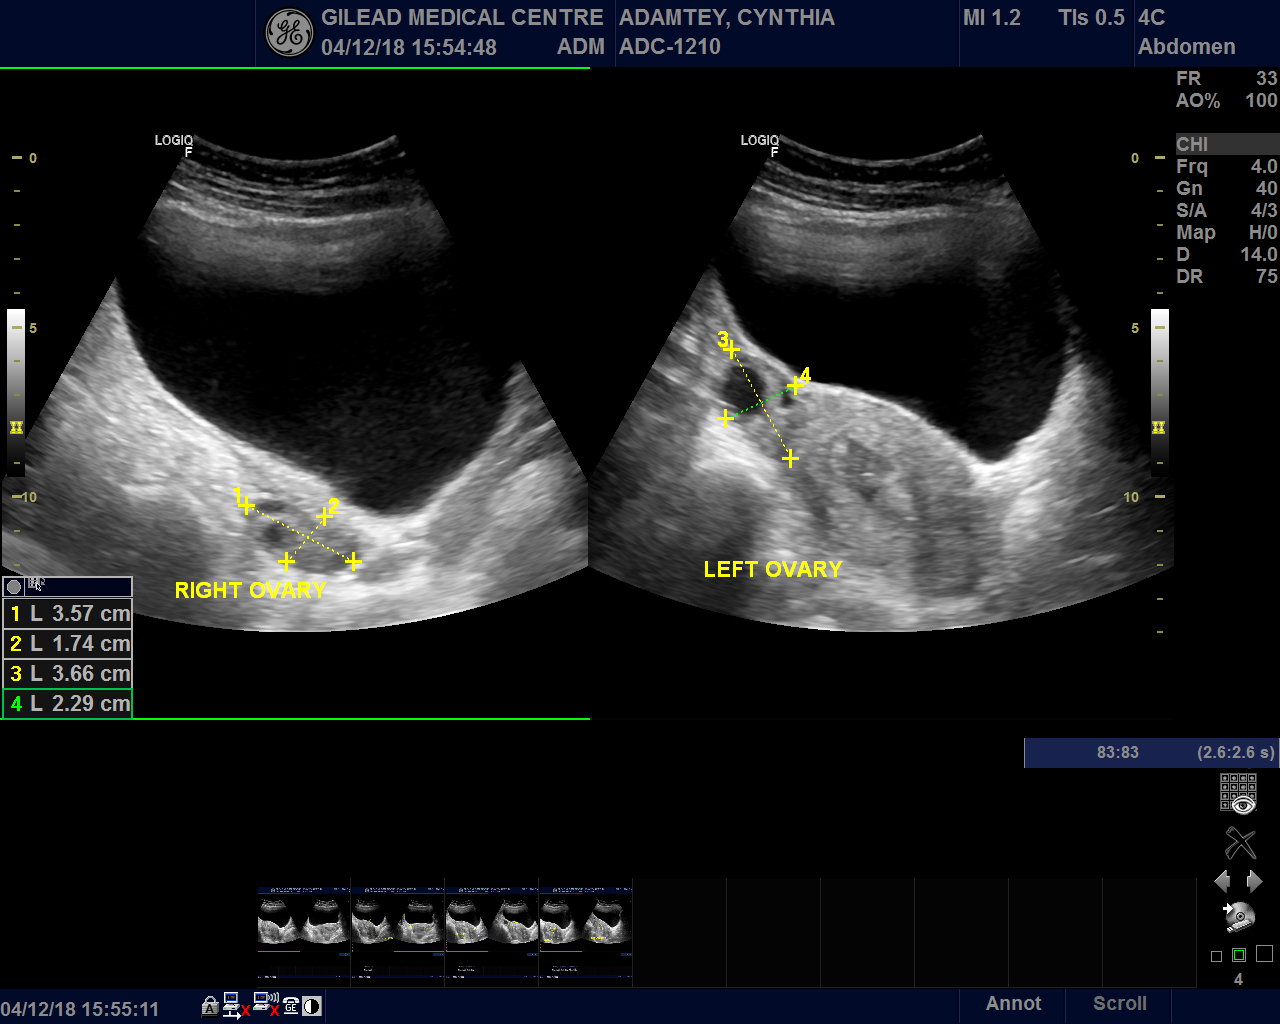 GILEAD MEDICAL CENTRE
04/12/18 15:54:48 ADM
ADAMTEY, CYNTHIA
ADC-1210
MI 1.2 TIs 0.5
4C
Abdomen
FR 33
AO% 100
CHI
Frq 4.0
Gn 40
S/A 4/3
Map H/0
D 14.0
DR 75
LOGIQ
F
LOGIQ
F
0
5
10
0
5
10
1
2
3
4
RIGHT OVARY
LEFT OVARY
1 L 3.57 cm
2 L 1.74 cm
3 L 3.66 cm
4 L 2.29 cm
83:83 (2.6:2.6 s)
4
04/12/18 15:55:11
A
GE
Annot
Scroll